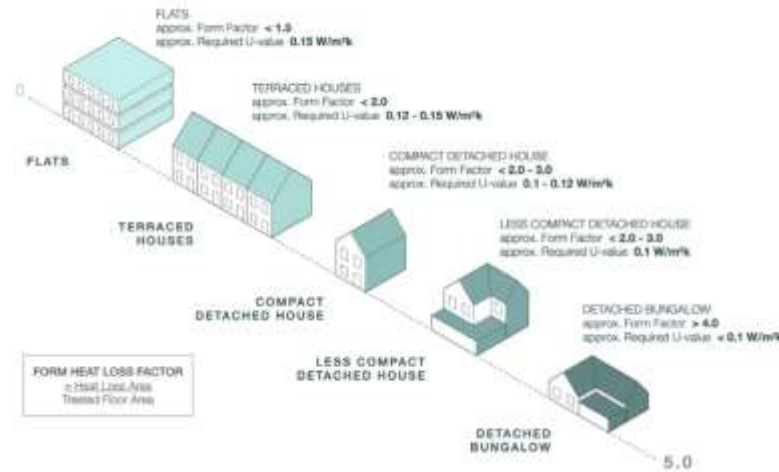 FLATS
approx. Form Factor < 1.5
approx. Required U-value 0.15 W/m²k
0
TERRACED HOUSES
approx. Form Factor < 2.0
approx. Required U-value 0.12 - 0.15 W/m²k
FLATS
COMPACT DETACHED HOUSE
approx. Form Factor < 2.0 - 3.0
approx. Required U-value 0.1 - 0.12 W/m²k
TERRACED
HOUSES
LESS COMPACT DETACHED HOUSE
approx. Form Factor < 2.0 - 3.0
approx. Required U-value 0.1 W/m²k
COMPACT
DETACHED HOUSE
DETACHED BUNGALOW
approx. Form Factor > 4.0
approx. Required U-value < 0.1 W/m²k
LESS COMPACT
DETACHED HOUSE
FORM HEAT LOSS FACTOR
= Heat Loss Area
Treated Floor Area
DETACHED
BUNGALOW
5.0